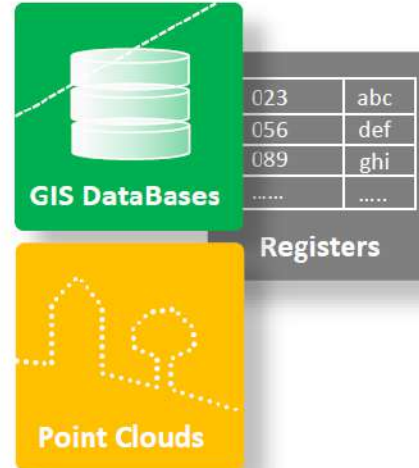 023 abc
056 def
089 ghi
...... .....
GIS DataBases
Registers
Point Clouds